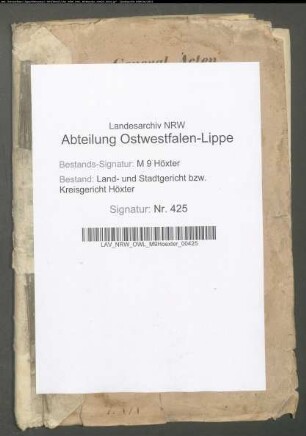 General Acten
Landesarchiv NRW
Abteilung Ostwestfalen-Lippe
Bestands-Signatur: M 9 Höxter
Bestand: Land- und Stadtgericht bzw.
Kreisgericht Höxter
Signatur: Nr. 425
LAV_NRW_OWL_M9Hoexter_00425